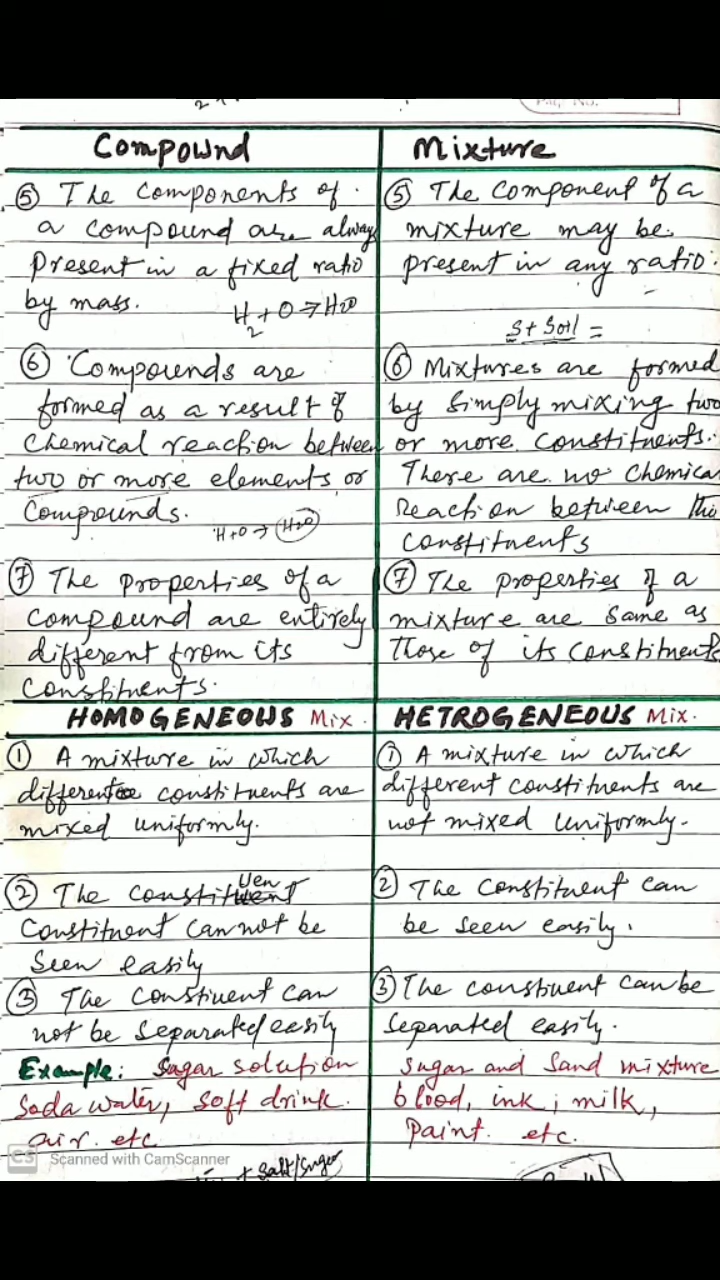 Page No.
Compound
Mixture
⑤ The components of
a compound are alway
present in a fixed ratio
by mass.
H2 + O → H2O
⑤ The component of a
mixture may be
present in any ratio.
S + Soil =
⑥ Compounds are
formed as a result of
chemical reaction between
two or more elements or
Compounds.
H+O → H2O
⑥ Mixtures are formed
by simply mixing two
or more constituents.
There are no chemical
reaction between the
constituents
⑦ The properties of a
compound are entirely
different from its
constituents.
⑦ The properties of a
mixture are same as
those of its constituents
HOMOGENEOUS Mix.
① A mixture in which
different constituents are
mixed uniformly.
② The
Constituent can not be
seen easily
③ The constiuent can
not be separated easily
Example: Sugar solution
Soda water, soft drink.
air. etc
HETROGENEOUS Mix.
① A mixture in which
different constituents are
not mixed uniformly.
② The constituent can
be seen easily.
③ The constiuent can be
separated easily.
Sugar and Sand mixture
blood, ink, milk,
Paint. etc.
CS Scanned with CamScanner
+ Salt/Sugar